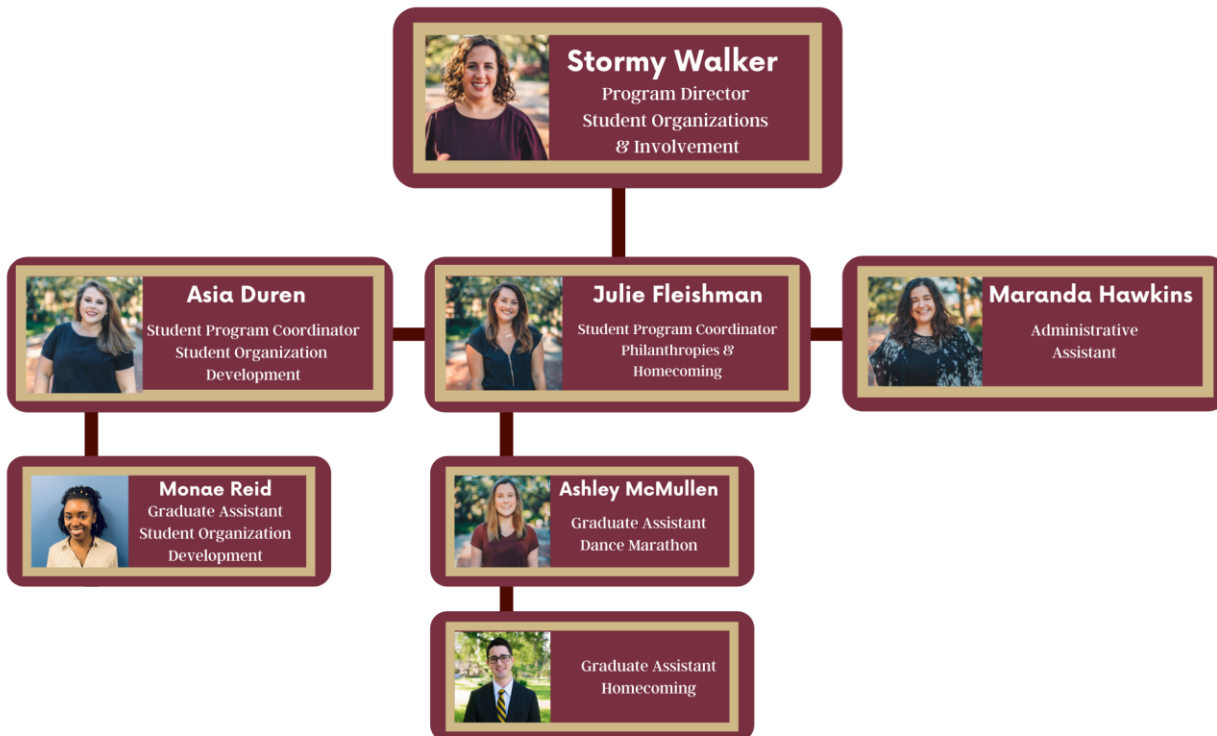 Stormy Walker
Program Director
Student Organizations
& Involvement
Asia Duren
Student Program Coordinator
Student Organization
Development
Julie Fleishman
Student Program Coordinator
Philanthropies &
Homecoming
Maranda Hawkins
Administrative
Assistant
Monae Reid
Graduate Assistant
Student Organization
Development
Ashley McMullen
Graduate Assistant
Dance Marathon
Graduate Assistant
Homecoming